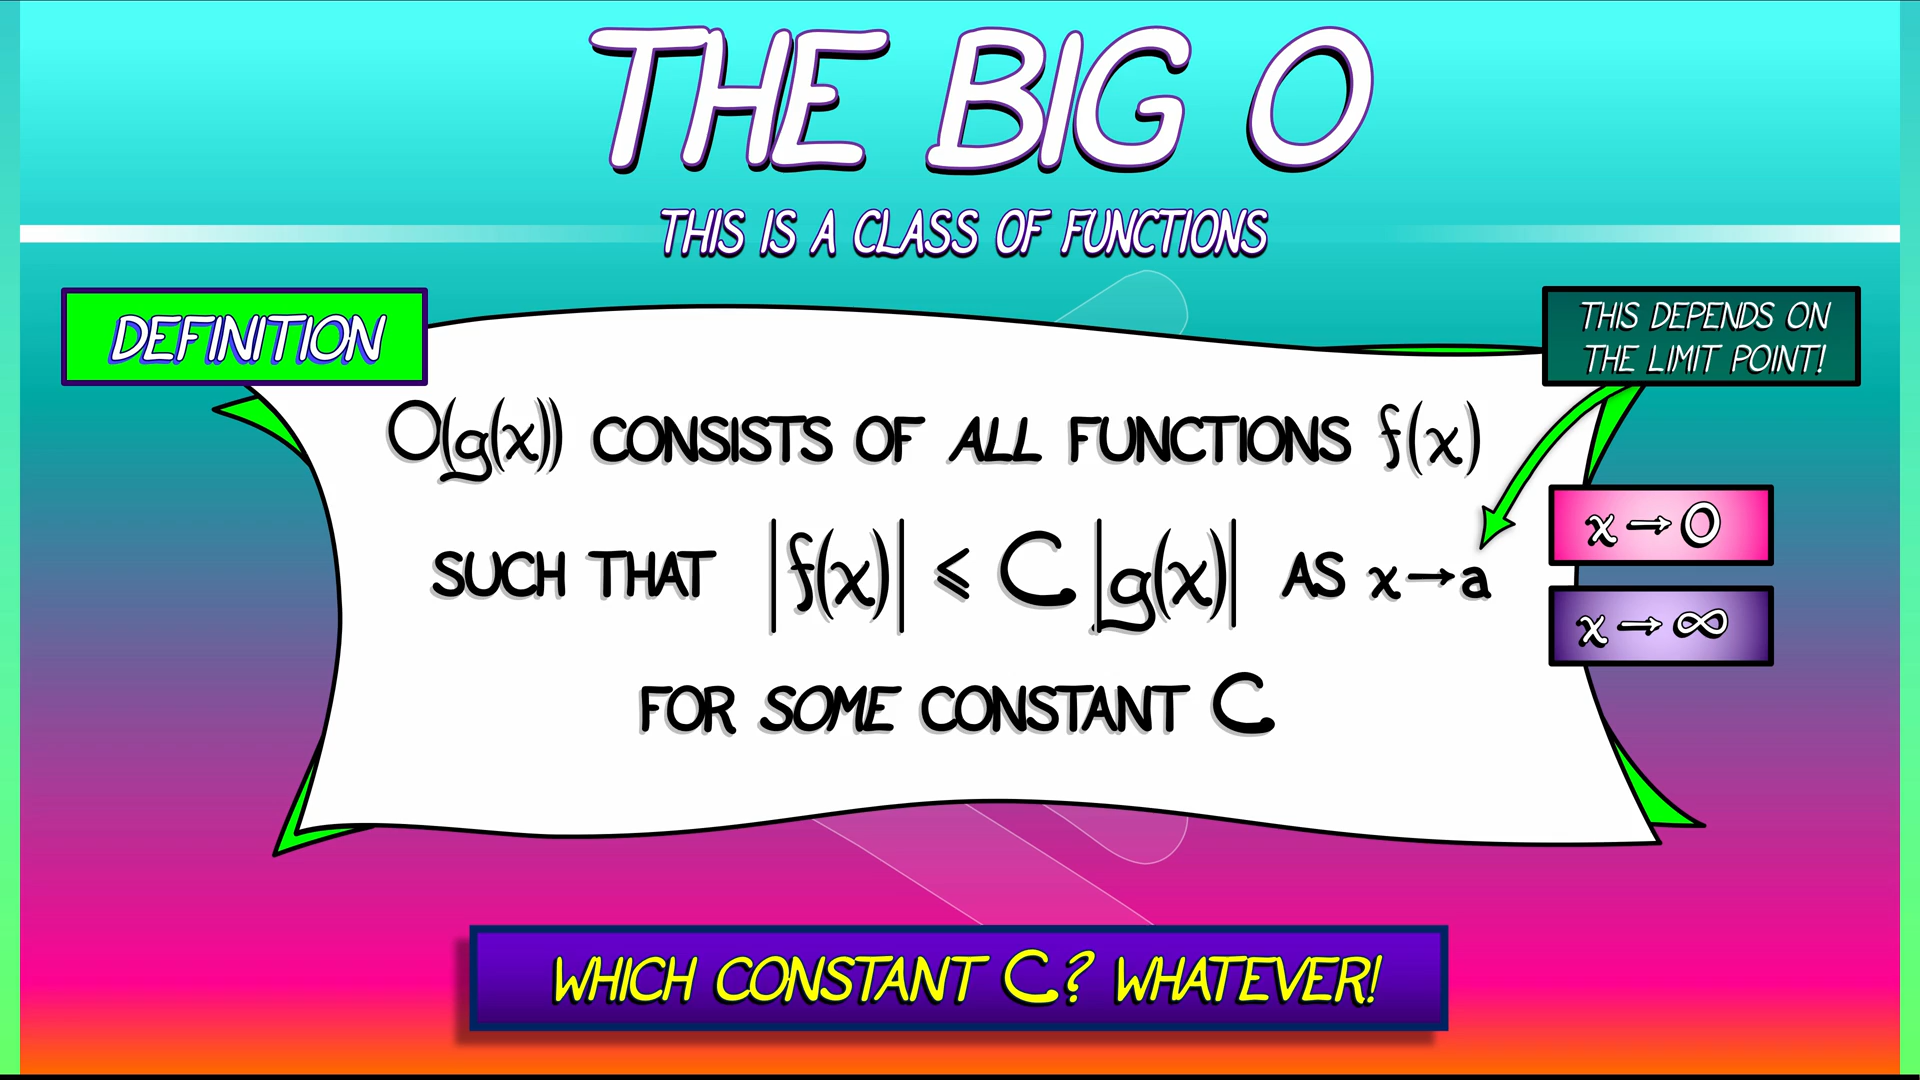 THE BIG O
THIS IS A CLASS OF FUNCTIONS
DEFINITION
THIS DEPENDS ON
THE LIMIT POINT!
O(g(x)) CONSISTS OF ALL FUNCTIONS f(x)
SUCH THAT |f(x)| ⩽ C |g(x)| AS x→a
x→0
x→∞
FOR SOME CONSTANT C
WHICH CONSTANT C? WHATEVER!